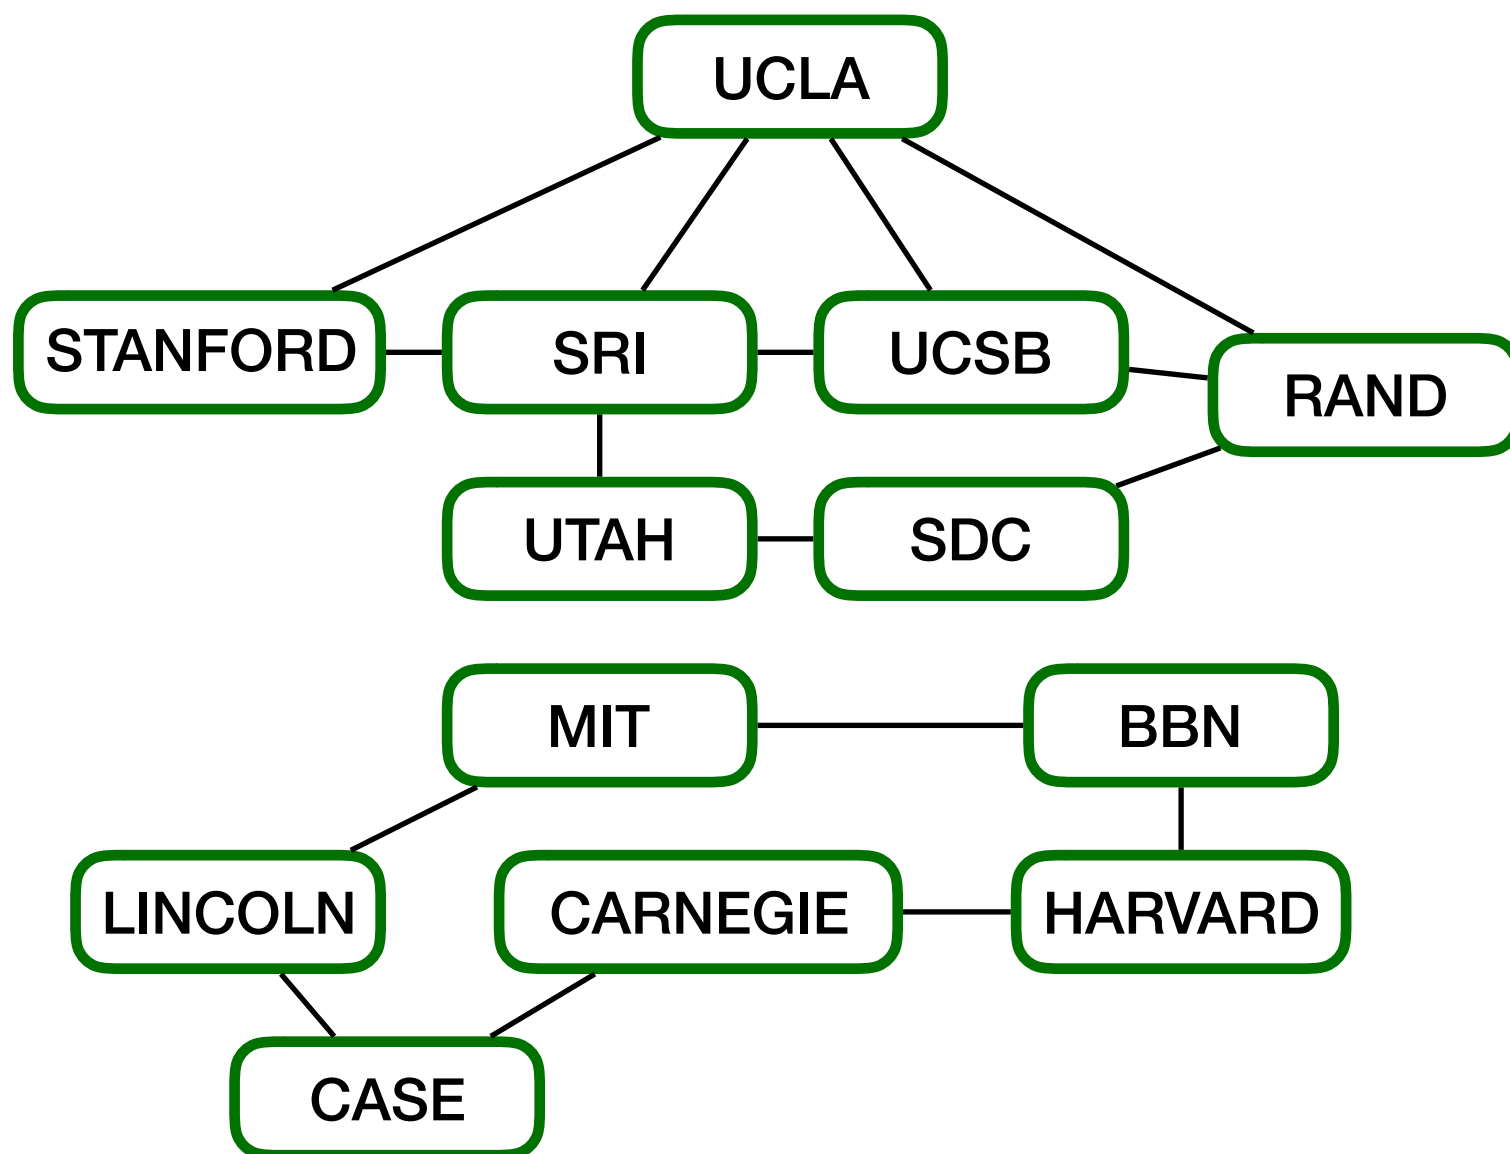 UCLA
STANFORD
SRI
UCSB
RAND
UTAH
SDC
MIT
BBN
LINCOLN
CARNEGIE
HARVARD
CASE